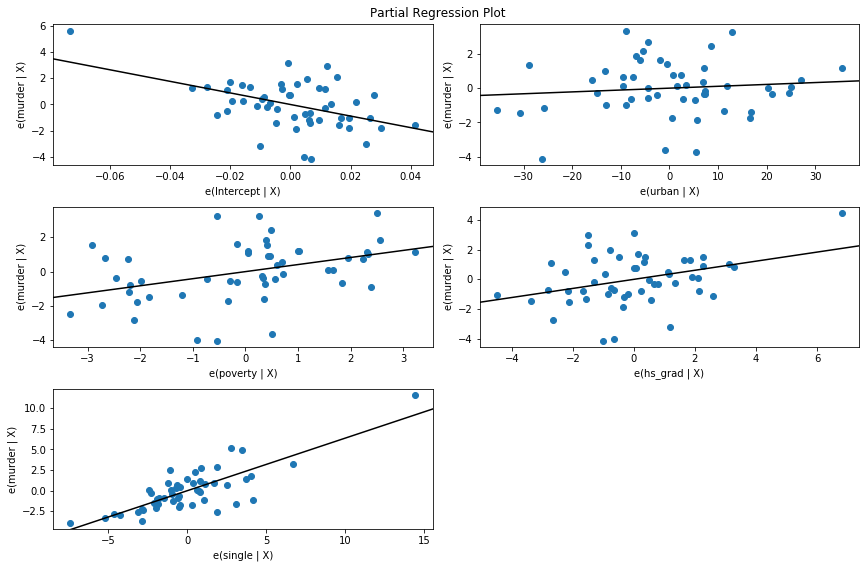 Partial Regression Plot
6
4
2
0
−2
−4
e(murder | X)
−0.06 −0.04 −0.02 0.00 0.02 0.04
e(Intercept | X)
2
0
−2
−4
e(murder | X)
−30 −20 −10 0 10 20 30
e(urban | X)
2
0
−2
−4
e(murder | X)
−3 −2 −1 0 1 2 3
e(poverty | X)
4
2
0
−2
−4
e(murder | X)
−4 −2 0 2 4 6
e(hs_grad | X)
10.0
7.5
5.0
2.5
0.0
−2.5
e(murder | X)
−5 0 5 10 15
e(single | X)